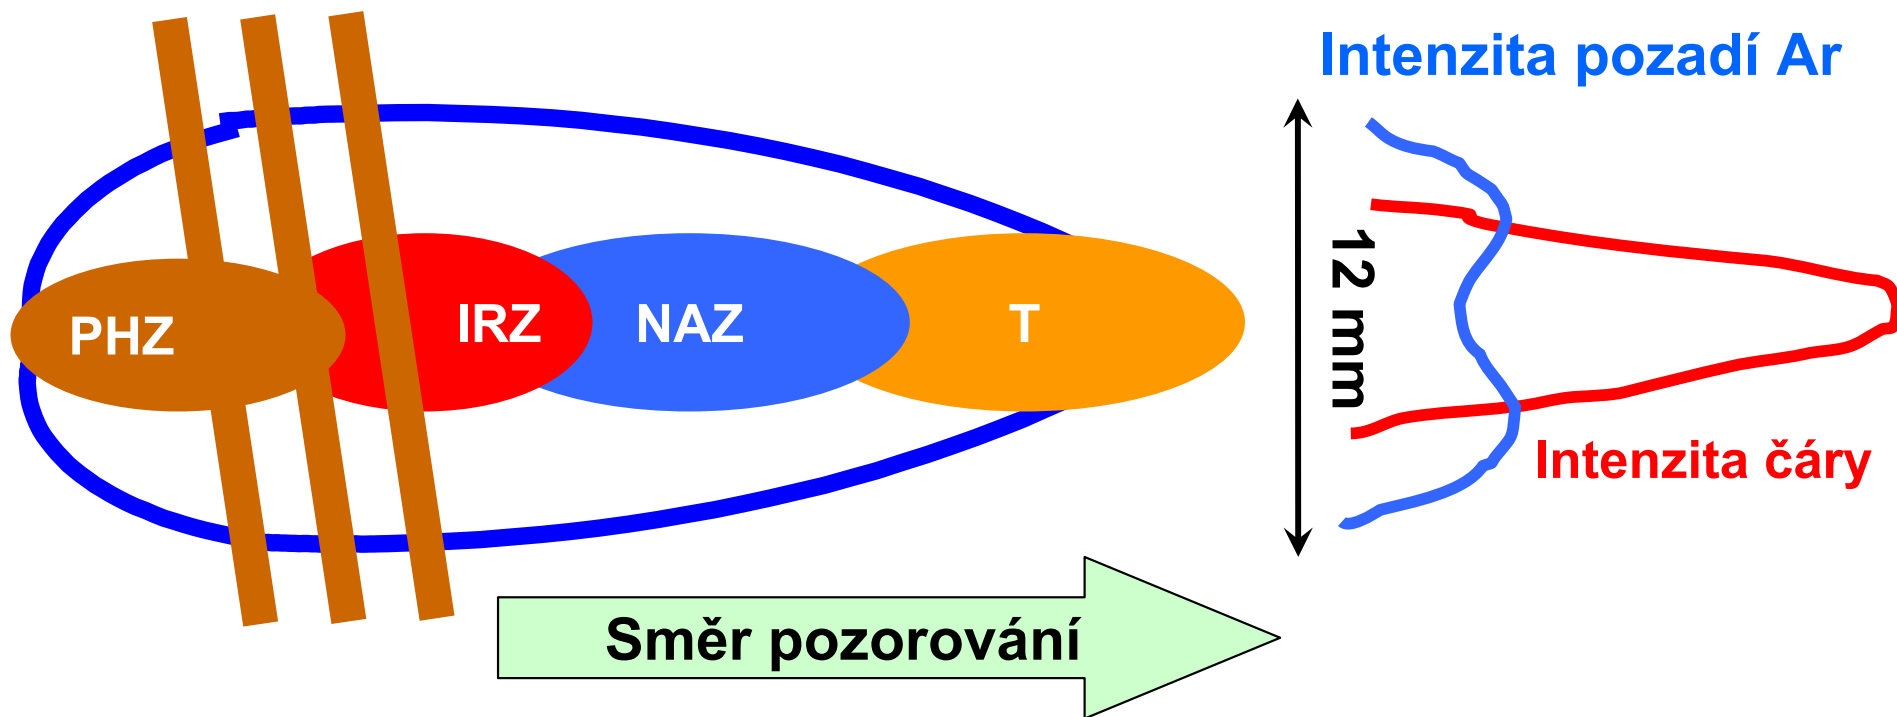 Intenzita pozadí Ar
PHZ
IRZ
NAZ
T
12 mm
Intenzita čáry
Směr pozorování